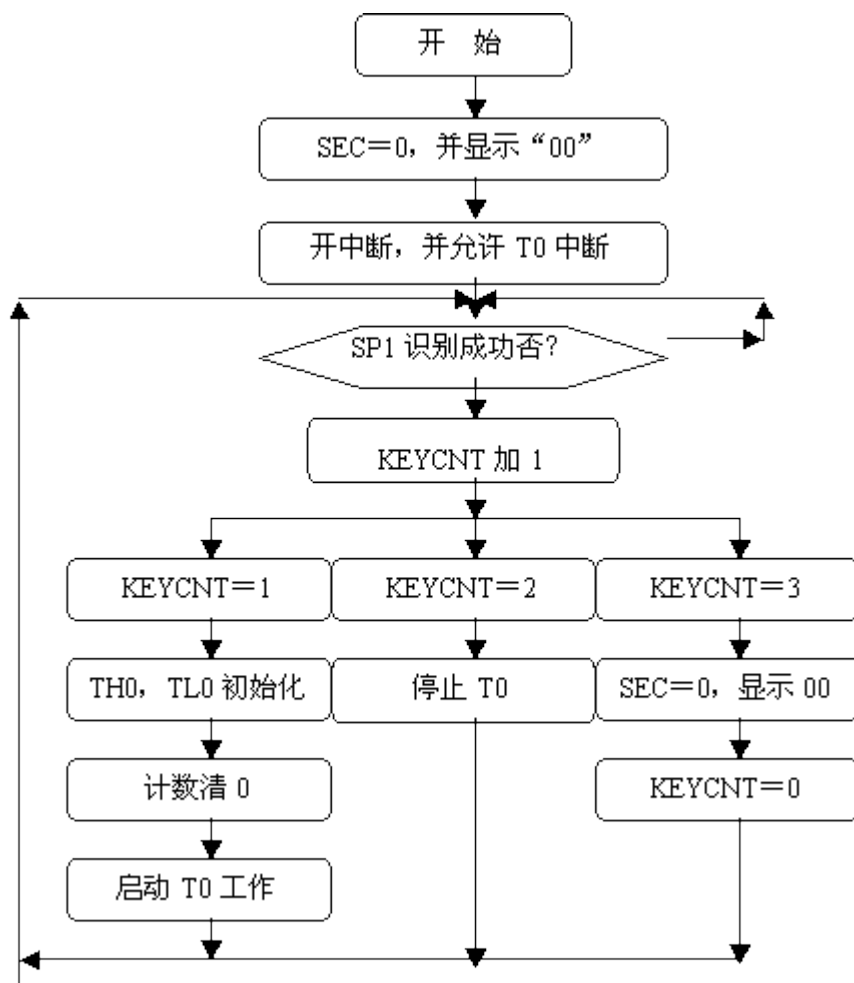 开 始
SEC＝0，并显示“00”
开中断，并允许 T0 中断
SP1 识别成功否？
KEYCNT 加 1
KEYCNT＝1
KEYCNT＝2
KEYCNT＝3
TH0，TL0 初始化
停止 T0
SEC＝0，显示 00
计数清 0
KEYCNT＝0
启动 T0 工作